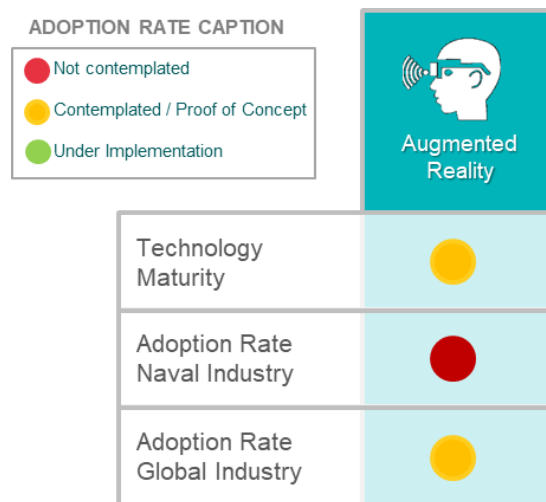 ADOPTION RATE CAPTION
Not contemplated
Contemplated / Proof of Concept
Under Implementation
Augmented
Reality
Technology
Maturity
Adoption Rate
Naval Industry
Adoption Rate
Global Industry